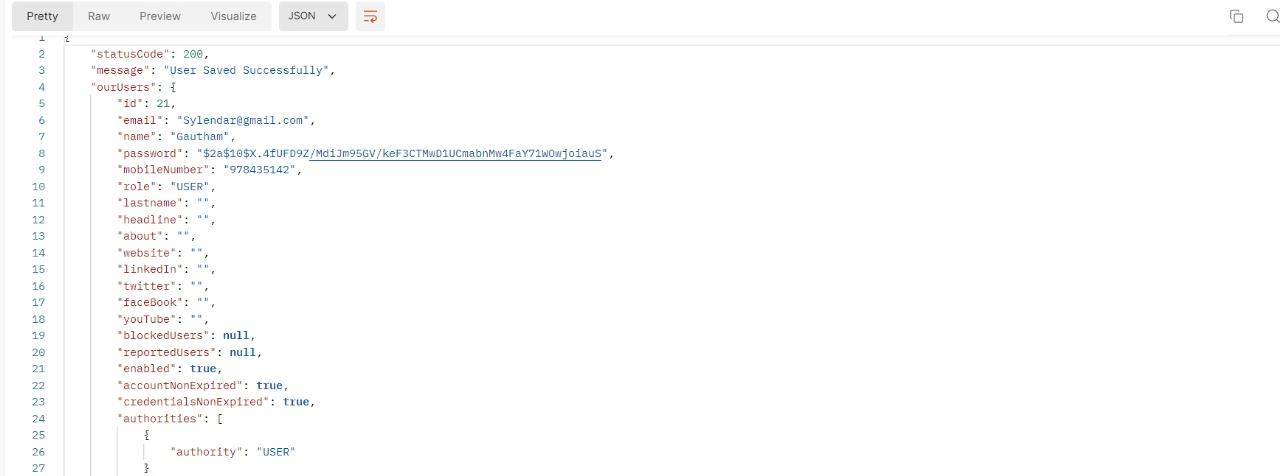 Pretty Raw Preview Visualize JSON
1 {
2 "statusCode": 200,
3 "message": "User Saved Successfully",
4 "ourUsers": {
5 "id": 21,
6 "email": "Sylendar@gmail.com",
7 "name": "Gautham",
8 "password": "$2a$10$X.4fUFD9Z/MdiJm95GV/keF3CTMwD1UCmabnMw4FaY71WOwjoiauS",
9 "mobileNumber": "978435142",
10 "role": "USER",
11 "lastname": "",
12 "headline": "",
13 "about": "",
14 "website": "",
15 "linkedIn": "",
16 "twitter": "",
17 "faceBook": "",
18 "youTube": "",
19 "blockedUsers": null,
20 "reportedUsers": null,
21 "enabled": true,
22 "accountNonExpired": true,
23 "credentialsNonExpired": true,
24 "authorities": [
25 {
26 "authority": "USER"
27 }